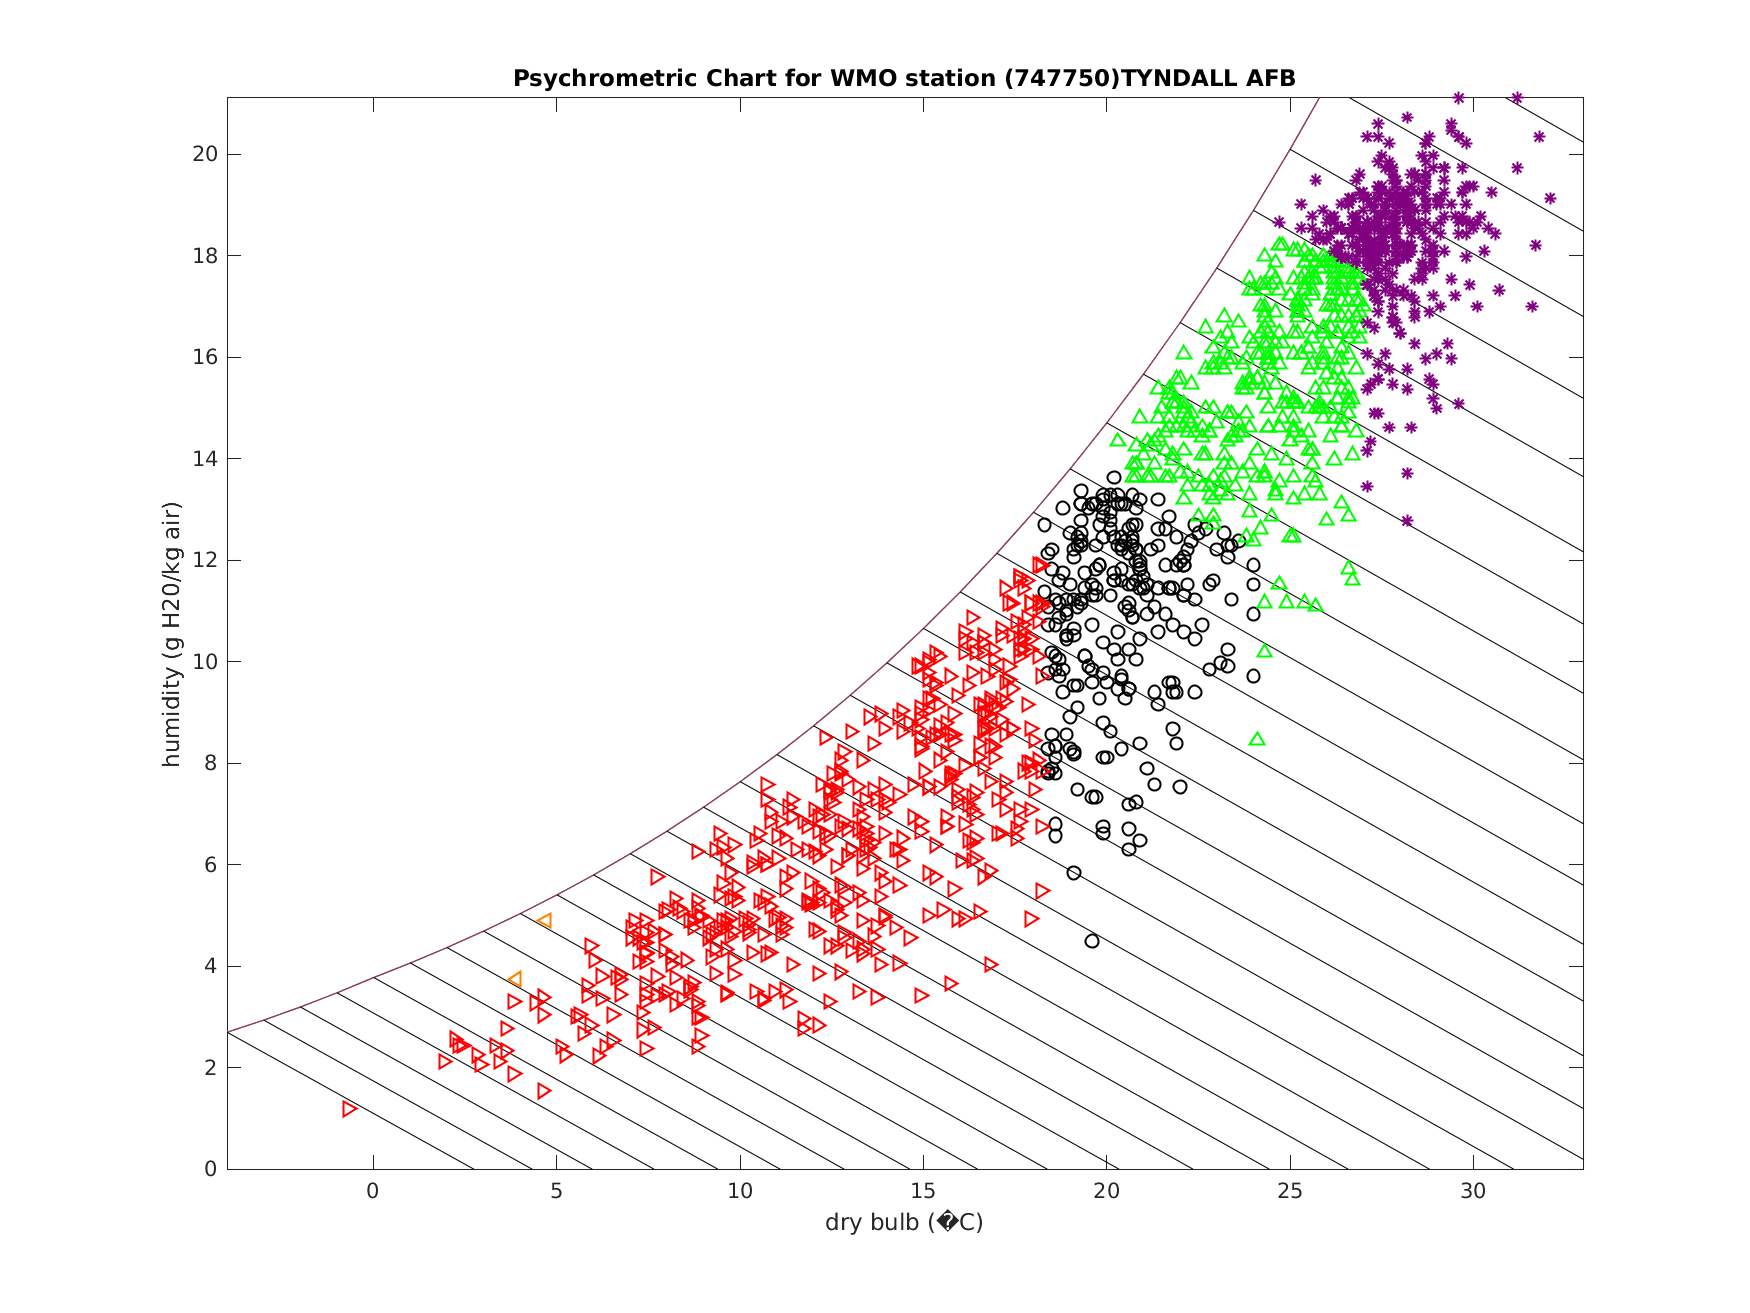 Psychrometric Chart for WMO station (747750)TYNDALL AFB
humidity (g H20/kg air)
20
18
16
14
12
10
8
6
4
2
0
0 5 10 15 20 25 30
dry bulb (�C)